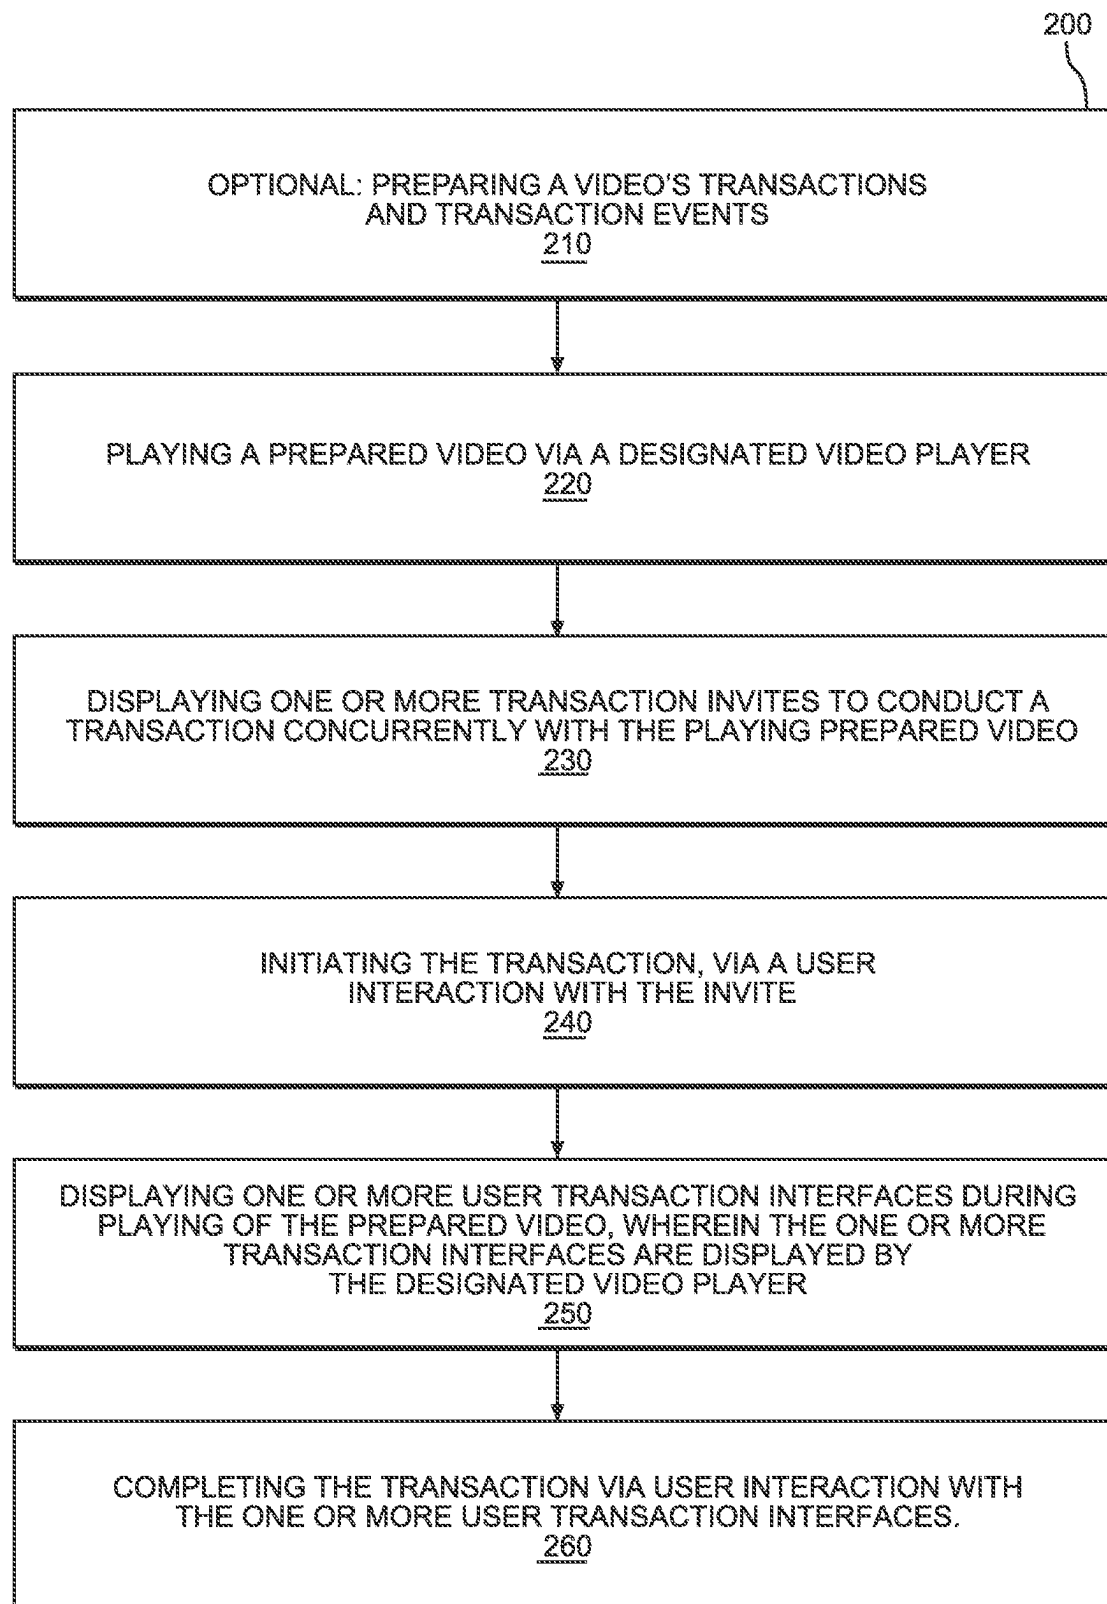 200
OPTIONAL: PREPARING A VIDEO'S TRANSACTIONS
AND TRANSACTION EVENTS
210
PLAYING A PREPARED VIDEO VIA A DESIGNATED VIDEO PLAYER
220
DISPLAYING ONE OR MORE TRANSACTION INVITES TO CONDUCT A
TRANSACTION CONCURRENTLY WITH THE PLAYING PREPARED VIDEO
230
INITIATING THE TRANSACTION, VIA A USER
INTERACTION WITH THE INVITE
240
DISPLAYING ONE OR MORE USER TRANSACTION INTERFACES DURING
PLAYING OF THE PREPARED VIDEO, WHEREIN THE ONE OR MORE
TRANSACTION INTERFACES ARE DISPLAYED BY
THE DESIGNATED VIDEO PLAYER
250
COMPLETING THE TRANSACTION VIA USER INTERACTION WITH
THE ONE OR MORE USER TRANSACTION INTERFACES.
260